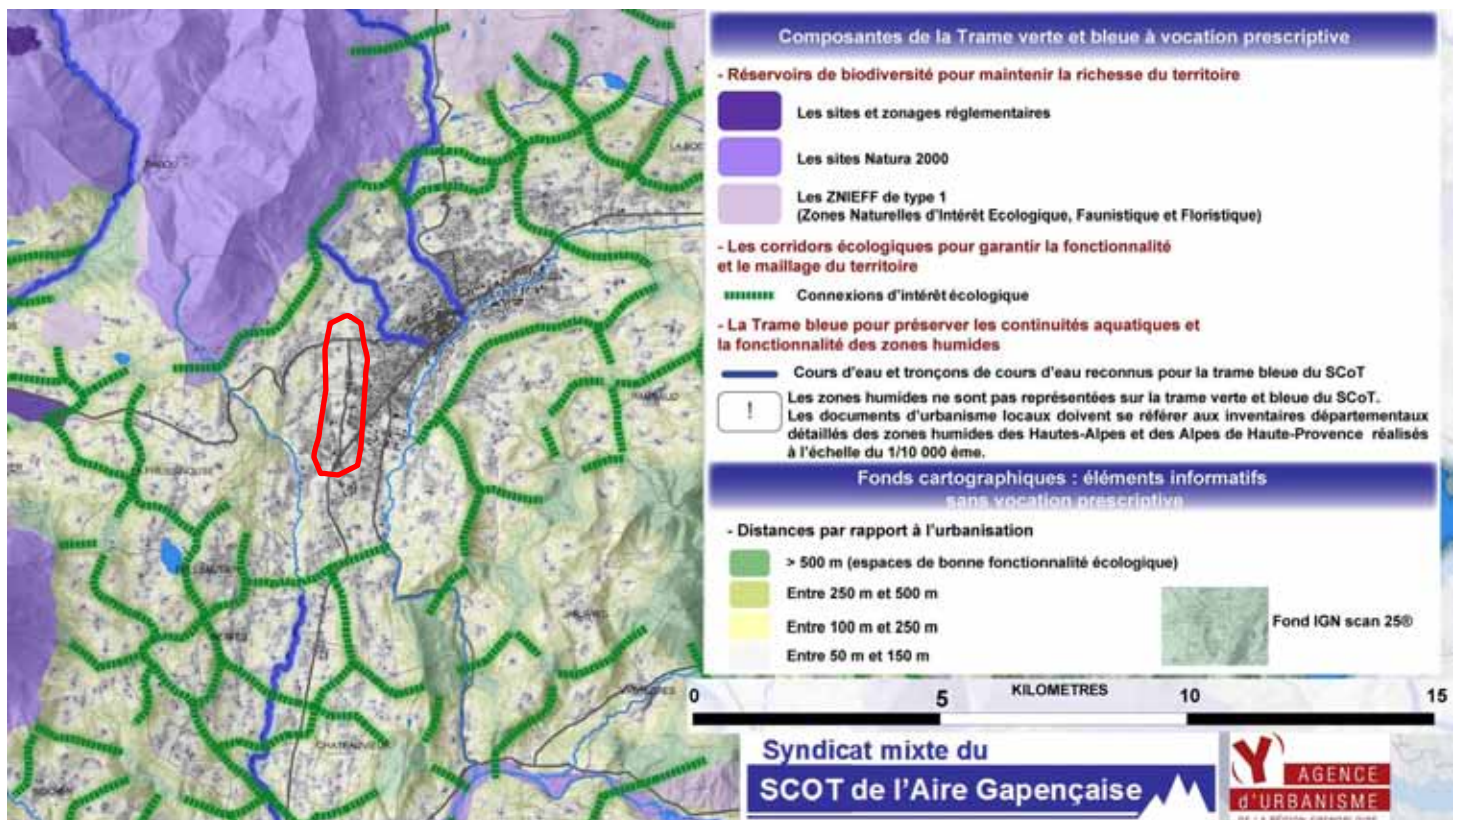 Composantes de la Trame verte et bleue à vocation prescriptive
- Réservoirs de biodiversité pour maintenir la richesse du territoire
Les sites et zonages réglementaires
Les sites Natura 2000
Les ZNIEFF de type 1
(Zones Naturelles d'Intérêt Ecologique, Faunistique et Floristique)
- Les corridors écologiques pour garantir la fonctionnalité
et le maillage du territoire
Connexions d'intérêt écologique
- La Trame bleue pour préserver les continuités aquatiques et
la fonctionnalité des zones humides
Cours d'eau et tronçons de cours d'eau reconnus pour la trame bleue du SCoT
! Les zones humides ne sont pas représentées sur la trame verte et bleue du SCoT.
Les documents d'urbanisme locaux doivent se référer aux inventaires départementaux
détaillés des zones humides des Hautes-Alpes et des Alpes de Haute-Provence réalisés
à l'échelle du 1/10 000 ème.
Fonds cartographiques : éléments informatifs
sans vocation prescriptive
- Distances par rapport à l'urbanisation
> 500 m (espaces de bonne fonctionnalité écologique)
Entre 250 m et 500 m
Entre 100 m et 250 m
Entre 50 m et 150 m
Fond IGN scan 25®
0 5 KILOMETRES 10 15
Syndicat mixte du
SCOT de l'Aire Gapençaise
AGENCE
d'URBANISME